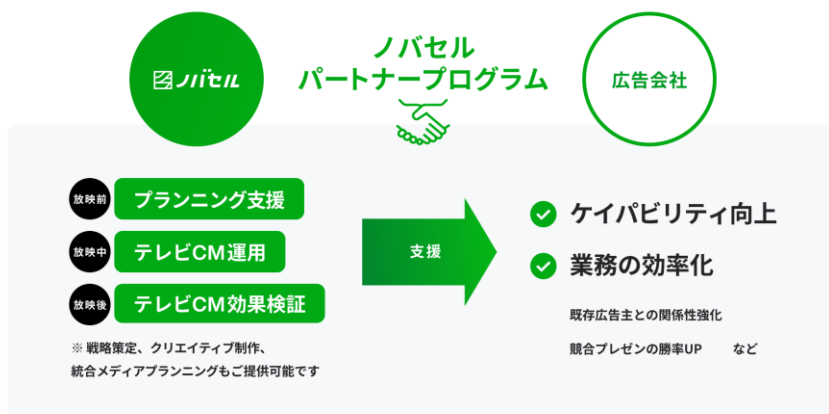 ノバセル
ノバセル
パートナープログラム
広告会社
放映前
プランニング支援
放映中
テレビCM運用
放映後
テレビCM効果検証
※ 戦略策定、クリエイティブ制作、
統合メディアプランニングもご提供可能です
支援
ケイパビリティ向上
業務の効率化
既存広告主との関係性強化
競合プレゼンの勝率UP など